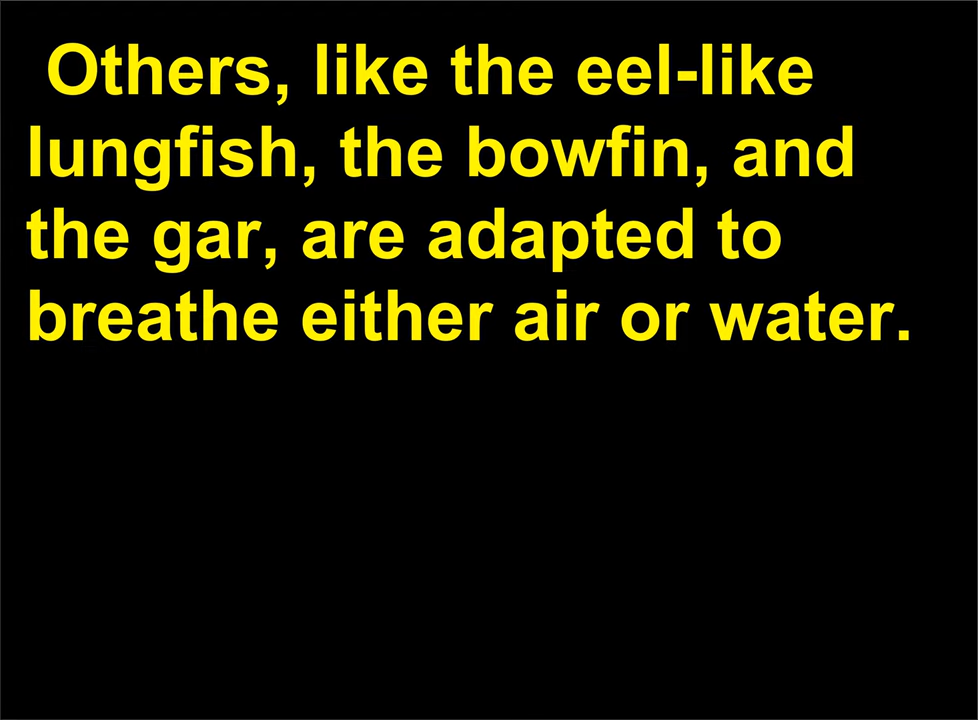 Others, like the eel-like
lungfish, the bowfin, and
the gar, are adapted to
breathe either air or water.